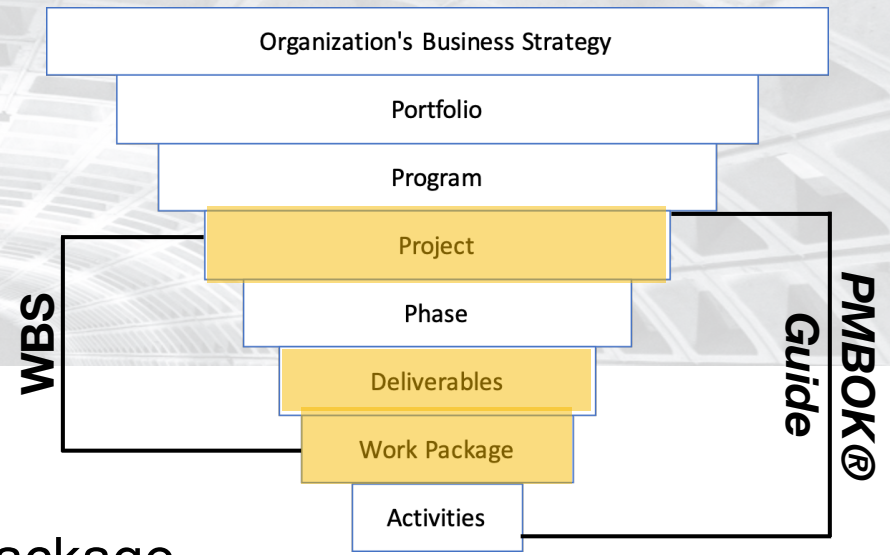 Organization's Business Strategy
Portfolio
Program
Project
Phase
Deliverables
Work Package
Activities
WBS
PMBOK®
Guide